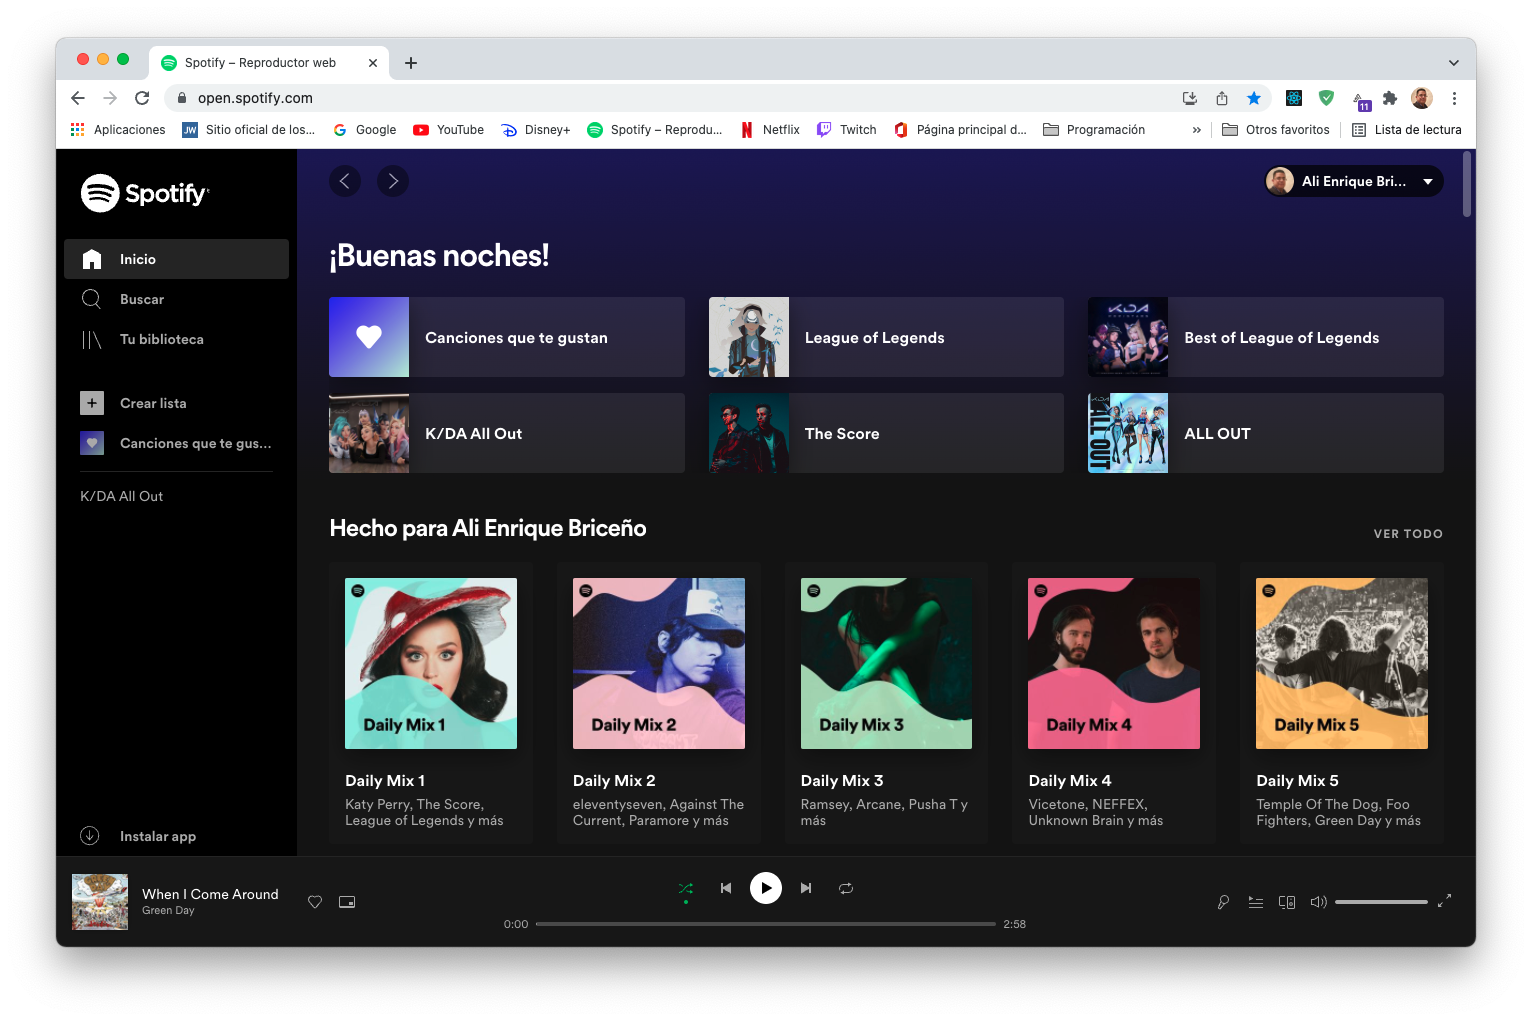 Spotify – Reproductor web
open.spotify.com
11
Aplicaciones
Sitio oficial de los...
Google
YouTube
Disney+
Spotify – Reprodu...
Netflix
Twitch
Página principal d...
Programación
»
Otros favoritos
Lista de lectura
Spotify
Ali Enrique Bri...
Inicio
Buscar
Tu biblioteca
Crear lista
Canciones que te gus...
K/DA All Out
Instalar app
¡Buenas noches!
Canciones que te gustan
League of Legends
K/DA
Best of League of Legends
K/DA All Out
The Score
ALL OUT
ALL OUT
Hecho para Ali Enrique Briceño
VER TODO
Daily Mix 1
Daily Mix 2
Daily Mix 3
Daily Mix 4
Daily Mix 5
Daily Mix 1
Katy Perry, The Score,
League of Legends y más
Daily Mix 2
eleventyseven, Against The
Current, Paramore y más
Daily Mix 3
Ramsey, Arcane, Pusha T y
más
Daily Mix 4
Vicetone, NEFFEX,
Unknown Brain y más
Daily Mix 5
Temple Of The Dog, Foo
Fighters, Green Day y más
When I Come Around
Green Day
0:00
2:58